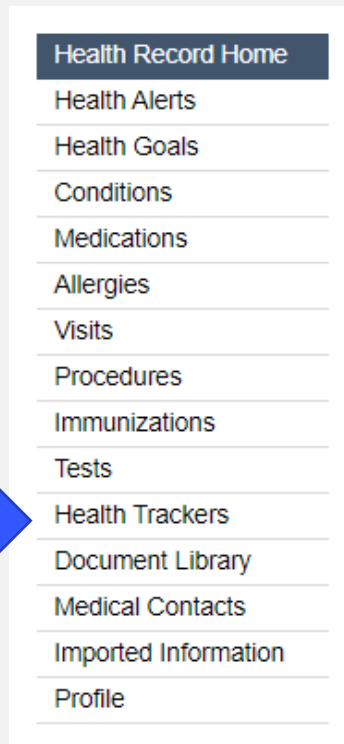 Health Record Home
Health Alerts
Health Goals
Conditions
Medications
Allergies
Visits
Procedures
Immunizations
Tests
Health Trackers
Document Library
Medical Contacts
Imported Information
Profile